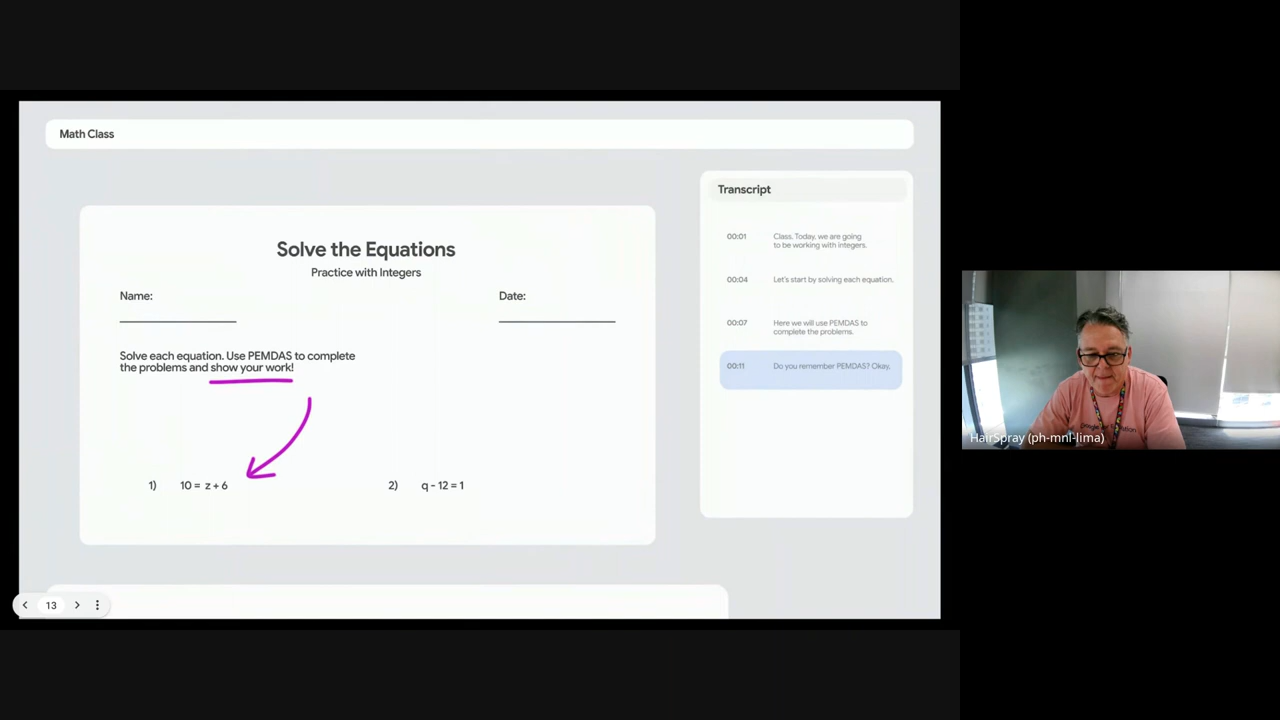 Math Class
Solve the Equations
Practice with Integers
Name:
Date:
Solve each equation. Use PEMDAS to complete
the problems and show your work!
1) 10 = z + 6
2) q - 12 = 1
Transcript
00:01 Class. Today, we are going
to be working with integers.
00:04 Let's start by solving each equation.
00:07 Here we will use PEMDAS to
complete the problems.
00:11 Do you remember PEMDAS? Okay,
13
HairSpray (ph-mnl-lima)